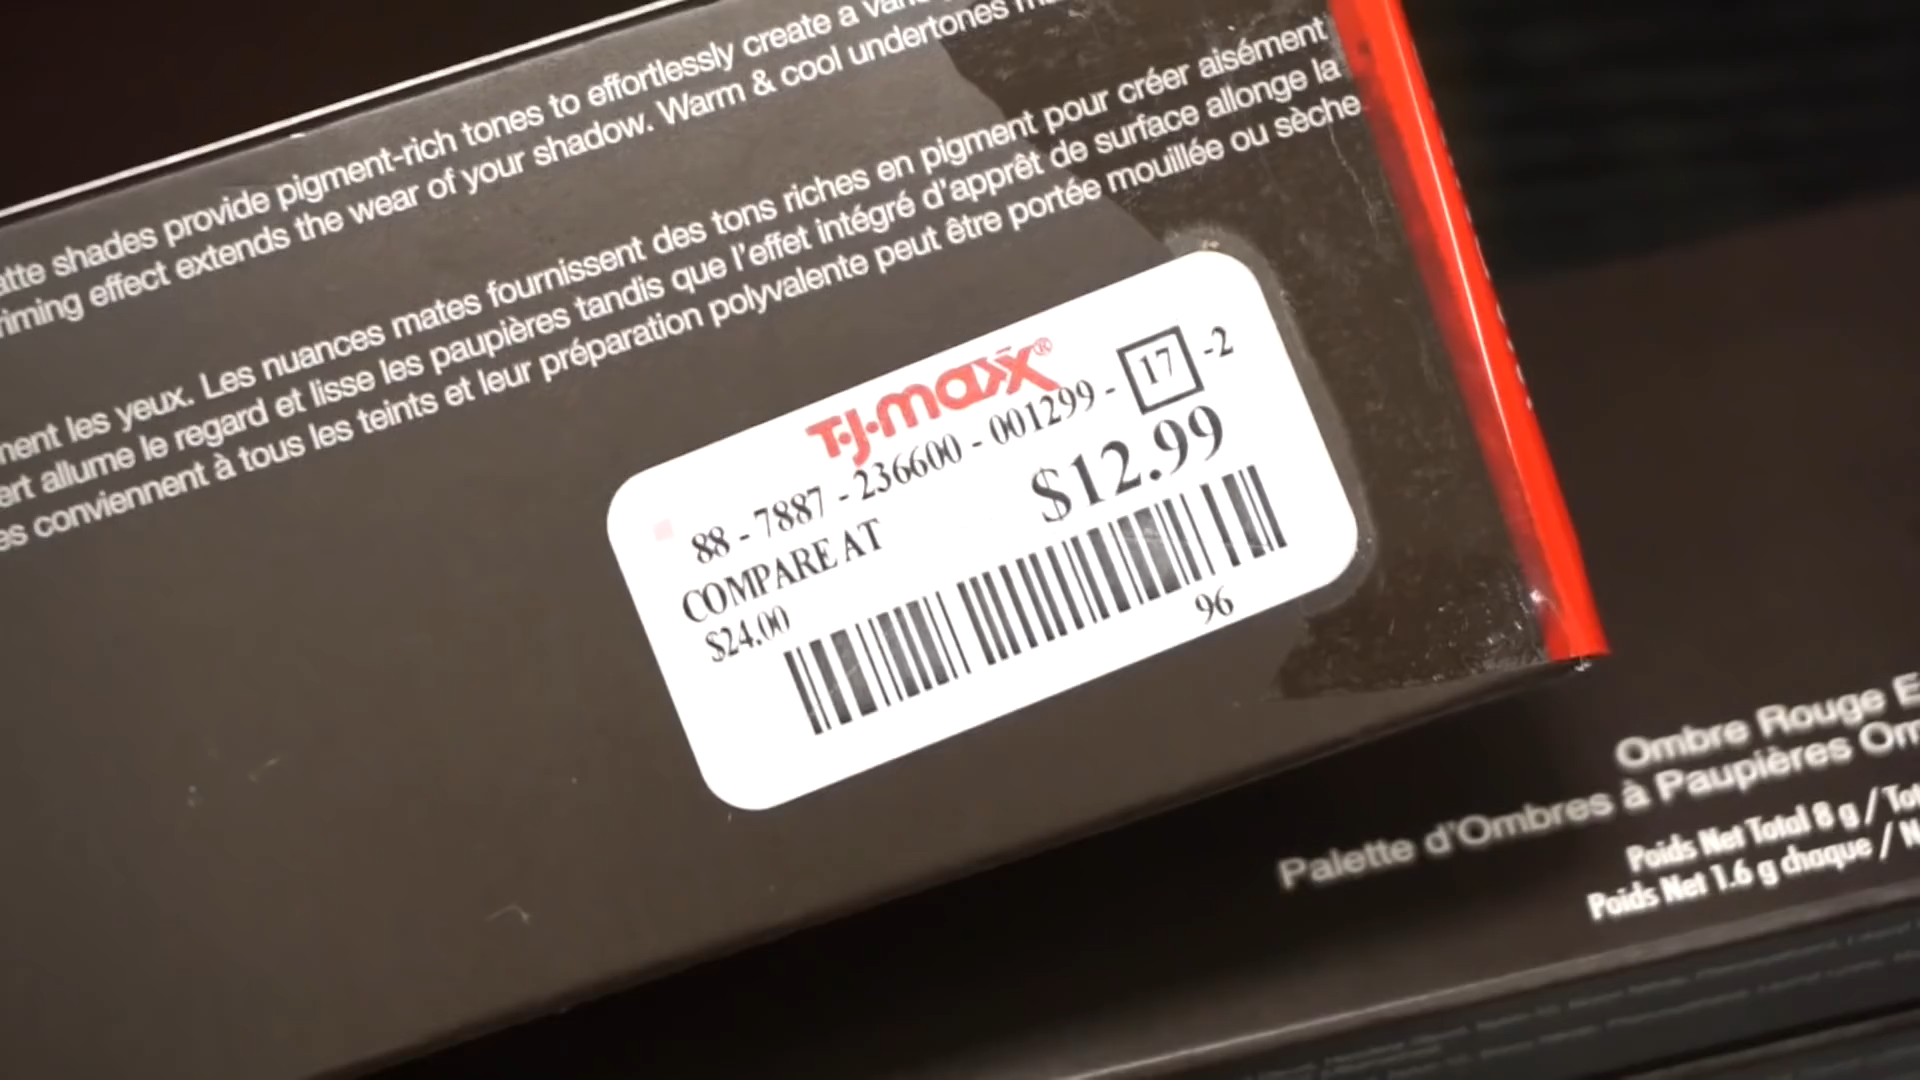 atte shades provide pigment-rich tones to effortlessly create a
riming effect extends the wear of your shadow. Warm & cool undertones
nent les yeux. Les nuances mates fournissent des tons riches en pigment pour créer aisément
ert allume le regard et lisse les paupières tandis que l'effet intégré d'apprêt de surface allonge la
es conviennent à tous les teints et leur préparation polyvalente peut être portée mouillée ou sèche
T·J·maxx®
88 - 7887 - 236600 - 001299 - 17 -2
COMPARE AT $12.99
$24.00
96
Ombre Rouge E
Palette d'Ombres à Paupières Om
Poids Net Total 8 g / Tot
Poids Net 1.6 g chaque / N